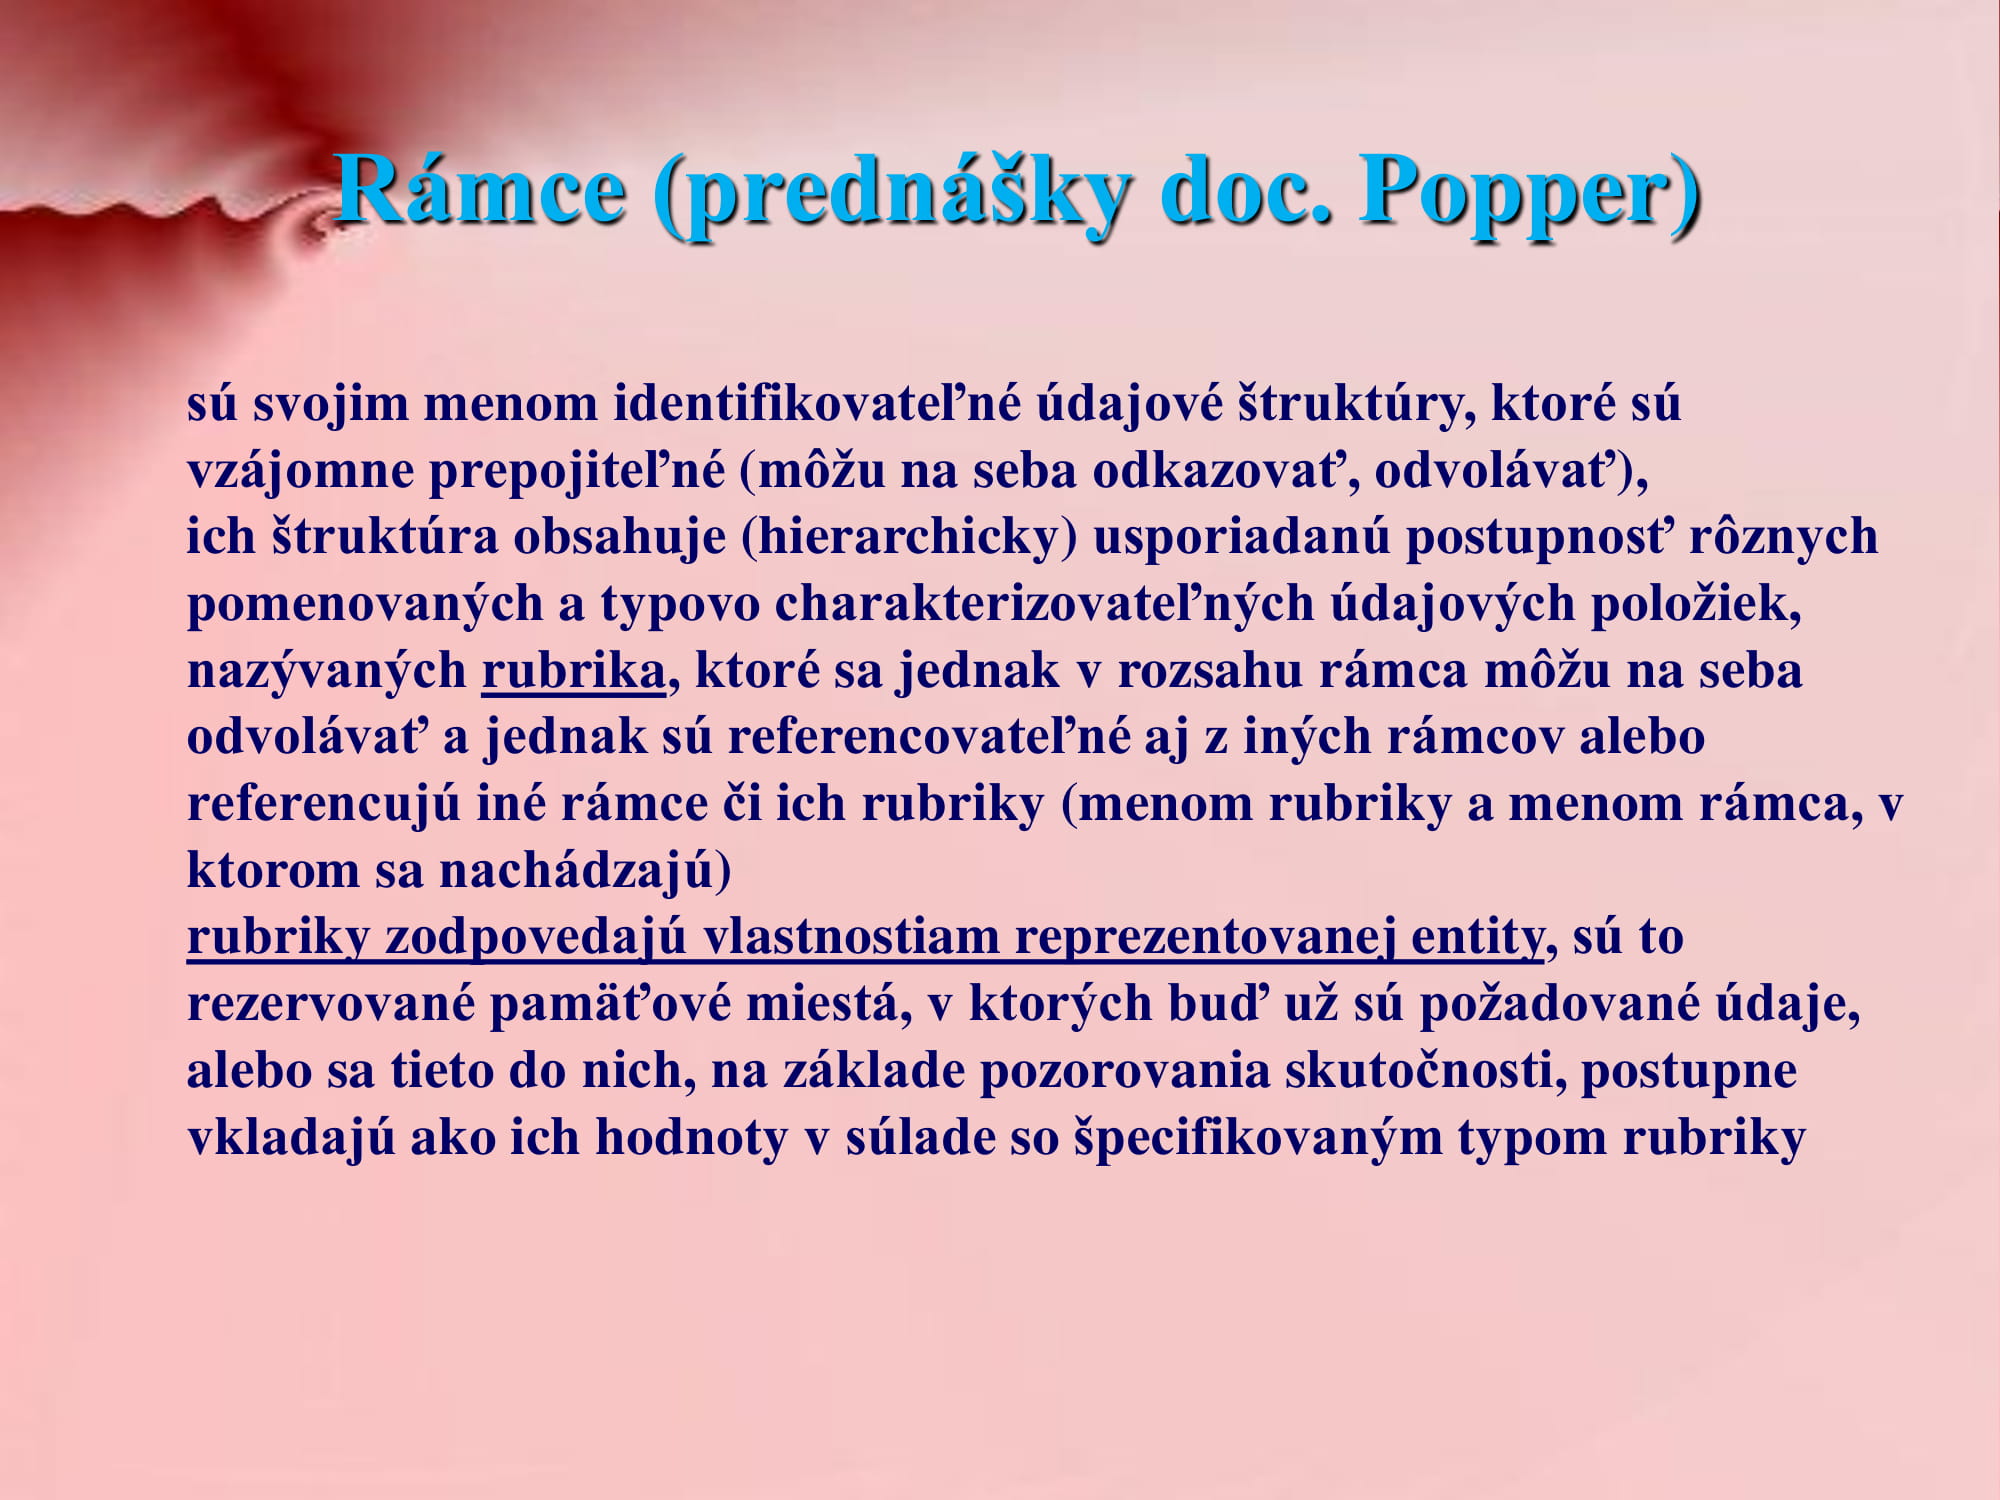 Rámce (prednášky doc. Popper)
sú svojim menom identifikovateľné údajové štruktúry, ktoré sú
vzájomne prepojiteľné (môžu na seba odkazovať, odvolávať),
ich štruktúra obsahuje (hierarchicky) usporiadanú postupnosť rôznych
pomenovaných a typovo charakterizovateľných údajových položiek,
nazývaných rubrika, ktoré sa jednak v rozsahu rámca môžu na seba
odvolávať a jednak sú referencovateľné aj z iných rámcov alebo
referencujú iné rámce či ich rubriky (menom rubriky a menom rámca, v
ktorom sa nachádzajú)
rubriky zodpovedajú vlastnostiam reprezentovanej entity, sú to
rezervované pamäťové miestá, v ktorých buď už sú požadované údaje,
alebo sa tieto do nich, na základe pozorovania skutočnosti, postupne
vkladajú ako ich hodnoty v súlade so špecifikovaným typom rubriky